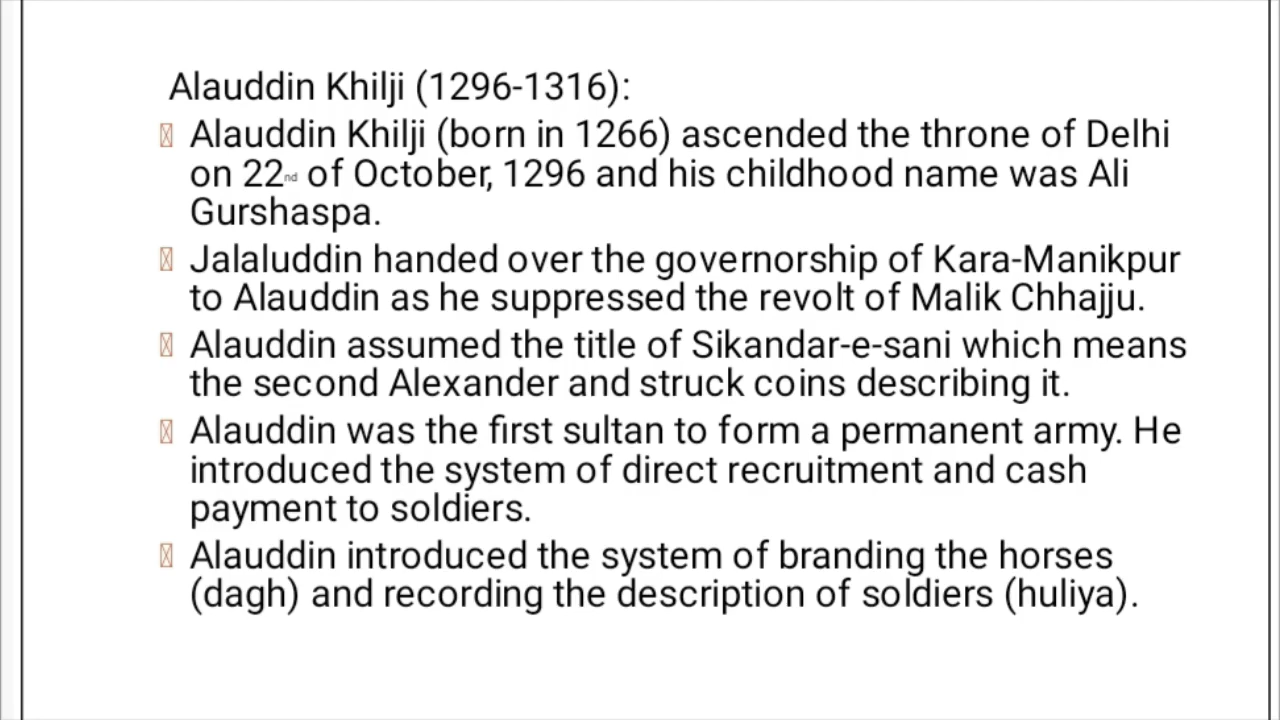 Alauddin Khilji (1296-1316):
Alauddin Khilji (born in 1266) ascended the throne of Delhi
on 22nd of October, 1296 and his childhood name was Ali
Gurshaspa.
Jalaluddin handed over the governorship of Kara-Manikpur
to Alauddin as he suppressed the revolt of Malik Chhajju.
Alauddin assumed the title of Sikandar-e-sani which means
the second Alexander and struck coins describing it.
Alauddin was the first sultan to form a permanent army. He
introduced the system of direct recruitment and cash
payment to soldiers.
Alauddin introduced the system of branding the horses
(dagh) and recording the description of soldiers (huliya).